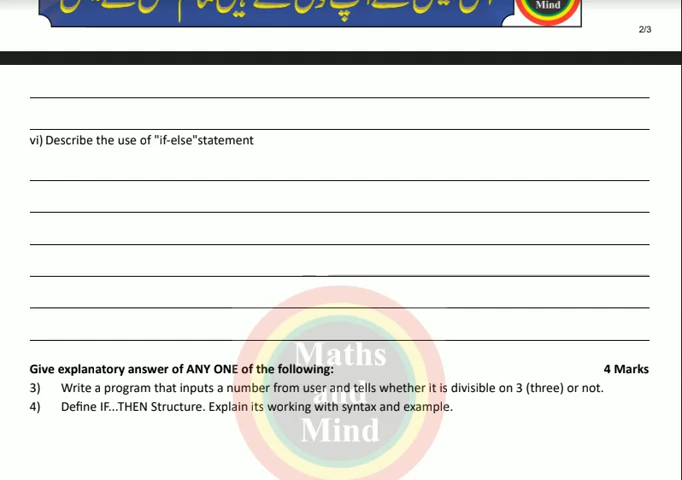 Mind
2/3
vi) Describe the use of "if-else"statement
Give explanatory answer of ANY ONE of the following: 4 Marks
3) Write a program that inputs a number from user and tells whether it is divisible on 3 (three) or not.
4) Define IF...THEN Structure. Explain its working with syntax and example.
Maths
and
Mind